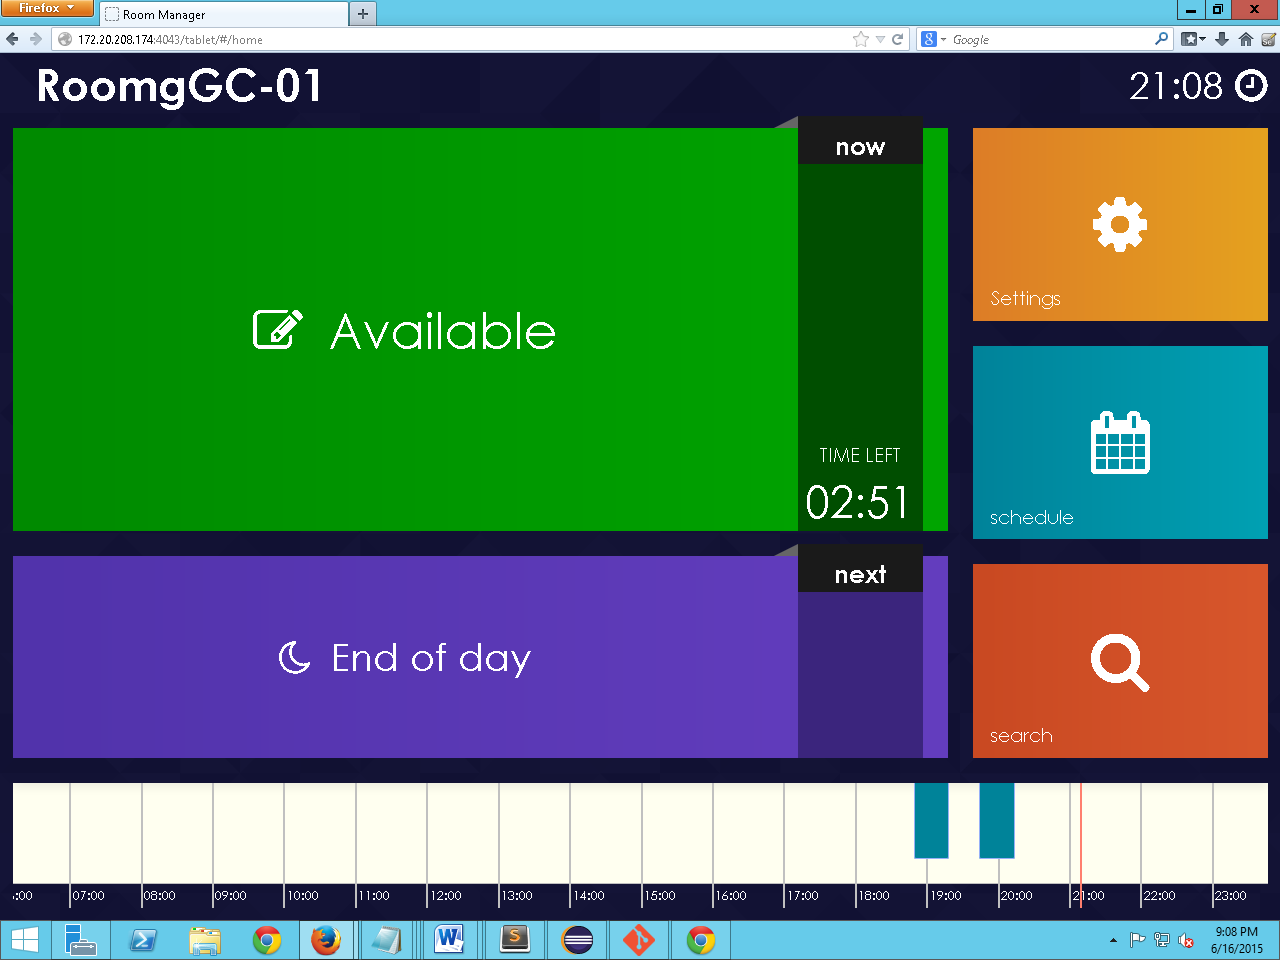 Firefox
Room Manager
172.20.208.174:4043/tablet/#/home
Google
RoomgGC-01
21:08
now
Available
TIME LEFT
02:51
Settings
schedule
next
End of day
search
:00 07:00 08:00 09:00 10:00 11:00 12:00 13:00 14:00 15:00 16:00 17:00 18:00 19:00 20:00 21:00 22:00 23:00
9:08 PM
6/16/2015